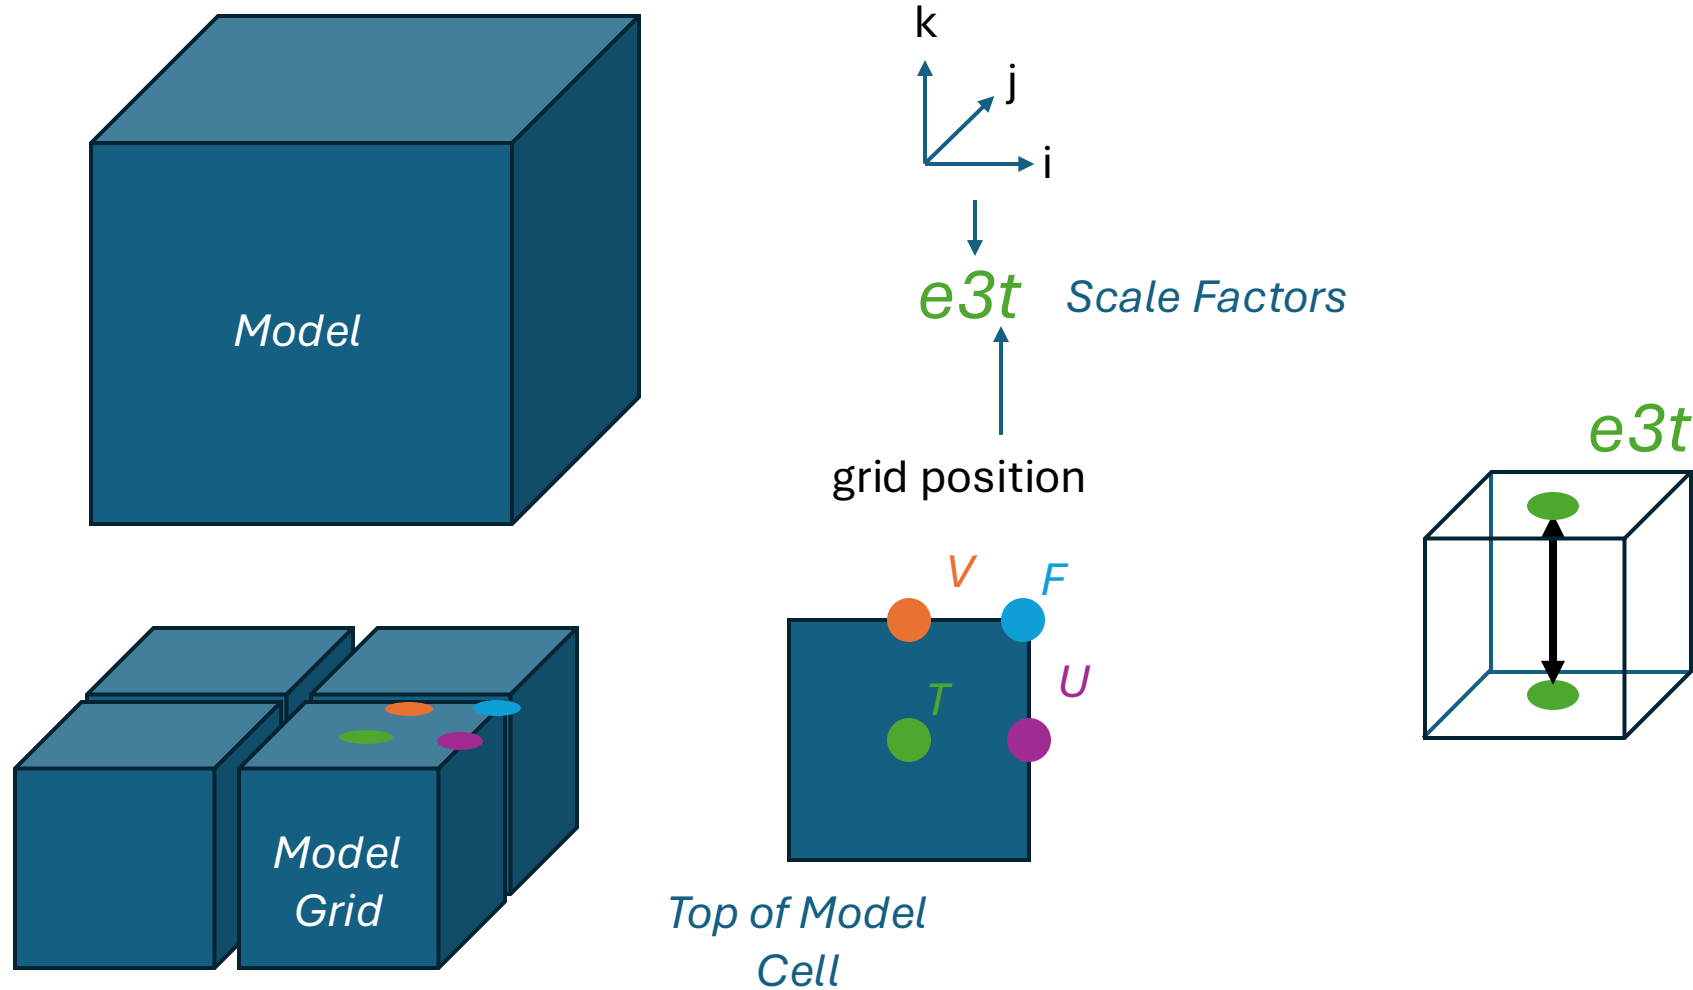 k
j
i
Model
e3t
Scale Factors
grid position
e3t
V
F
T
U
Model
Grid
Top of Model
Cell